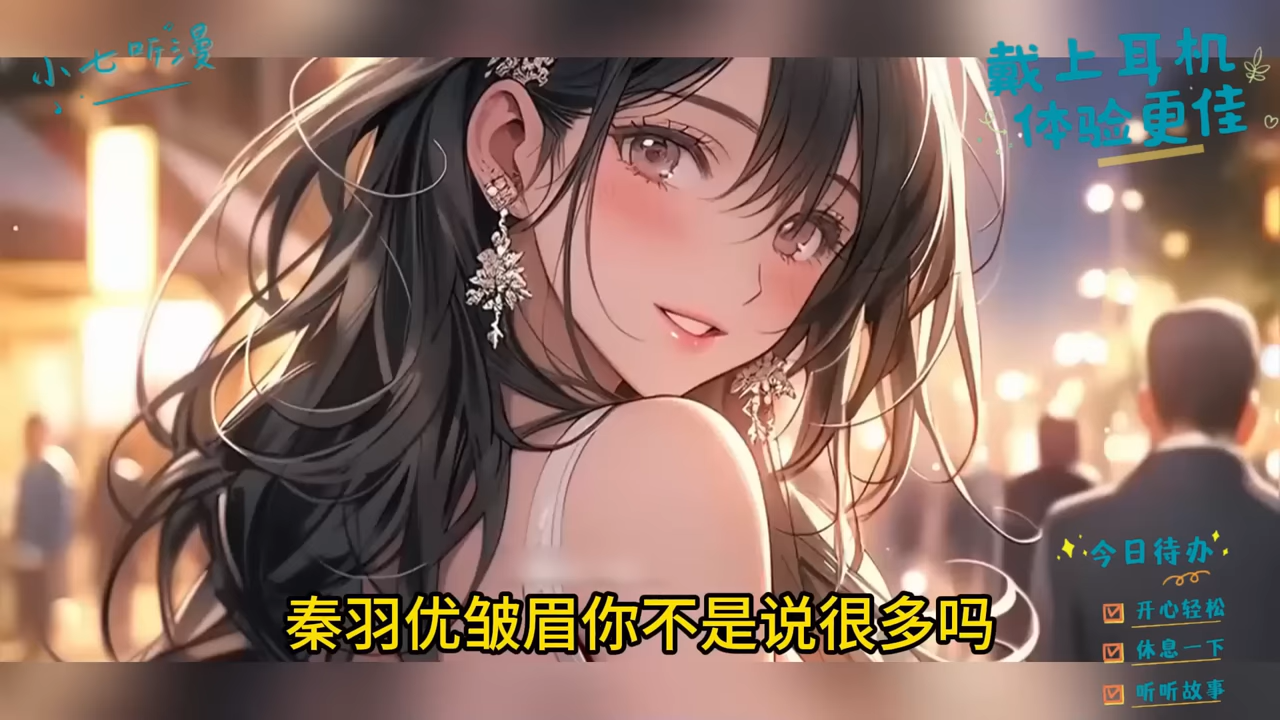 小七听漫
戴上耳机
体验更佳
今日待办
开心轻松
休息一下
听听故事
秦羽优皱眉你不是说很多吗